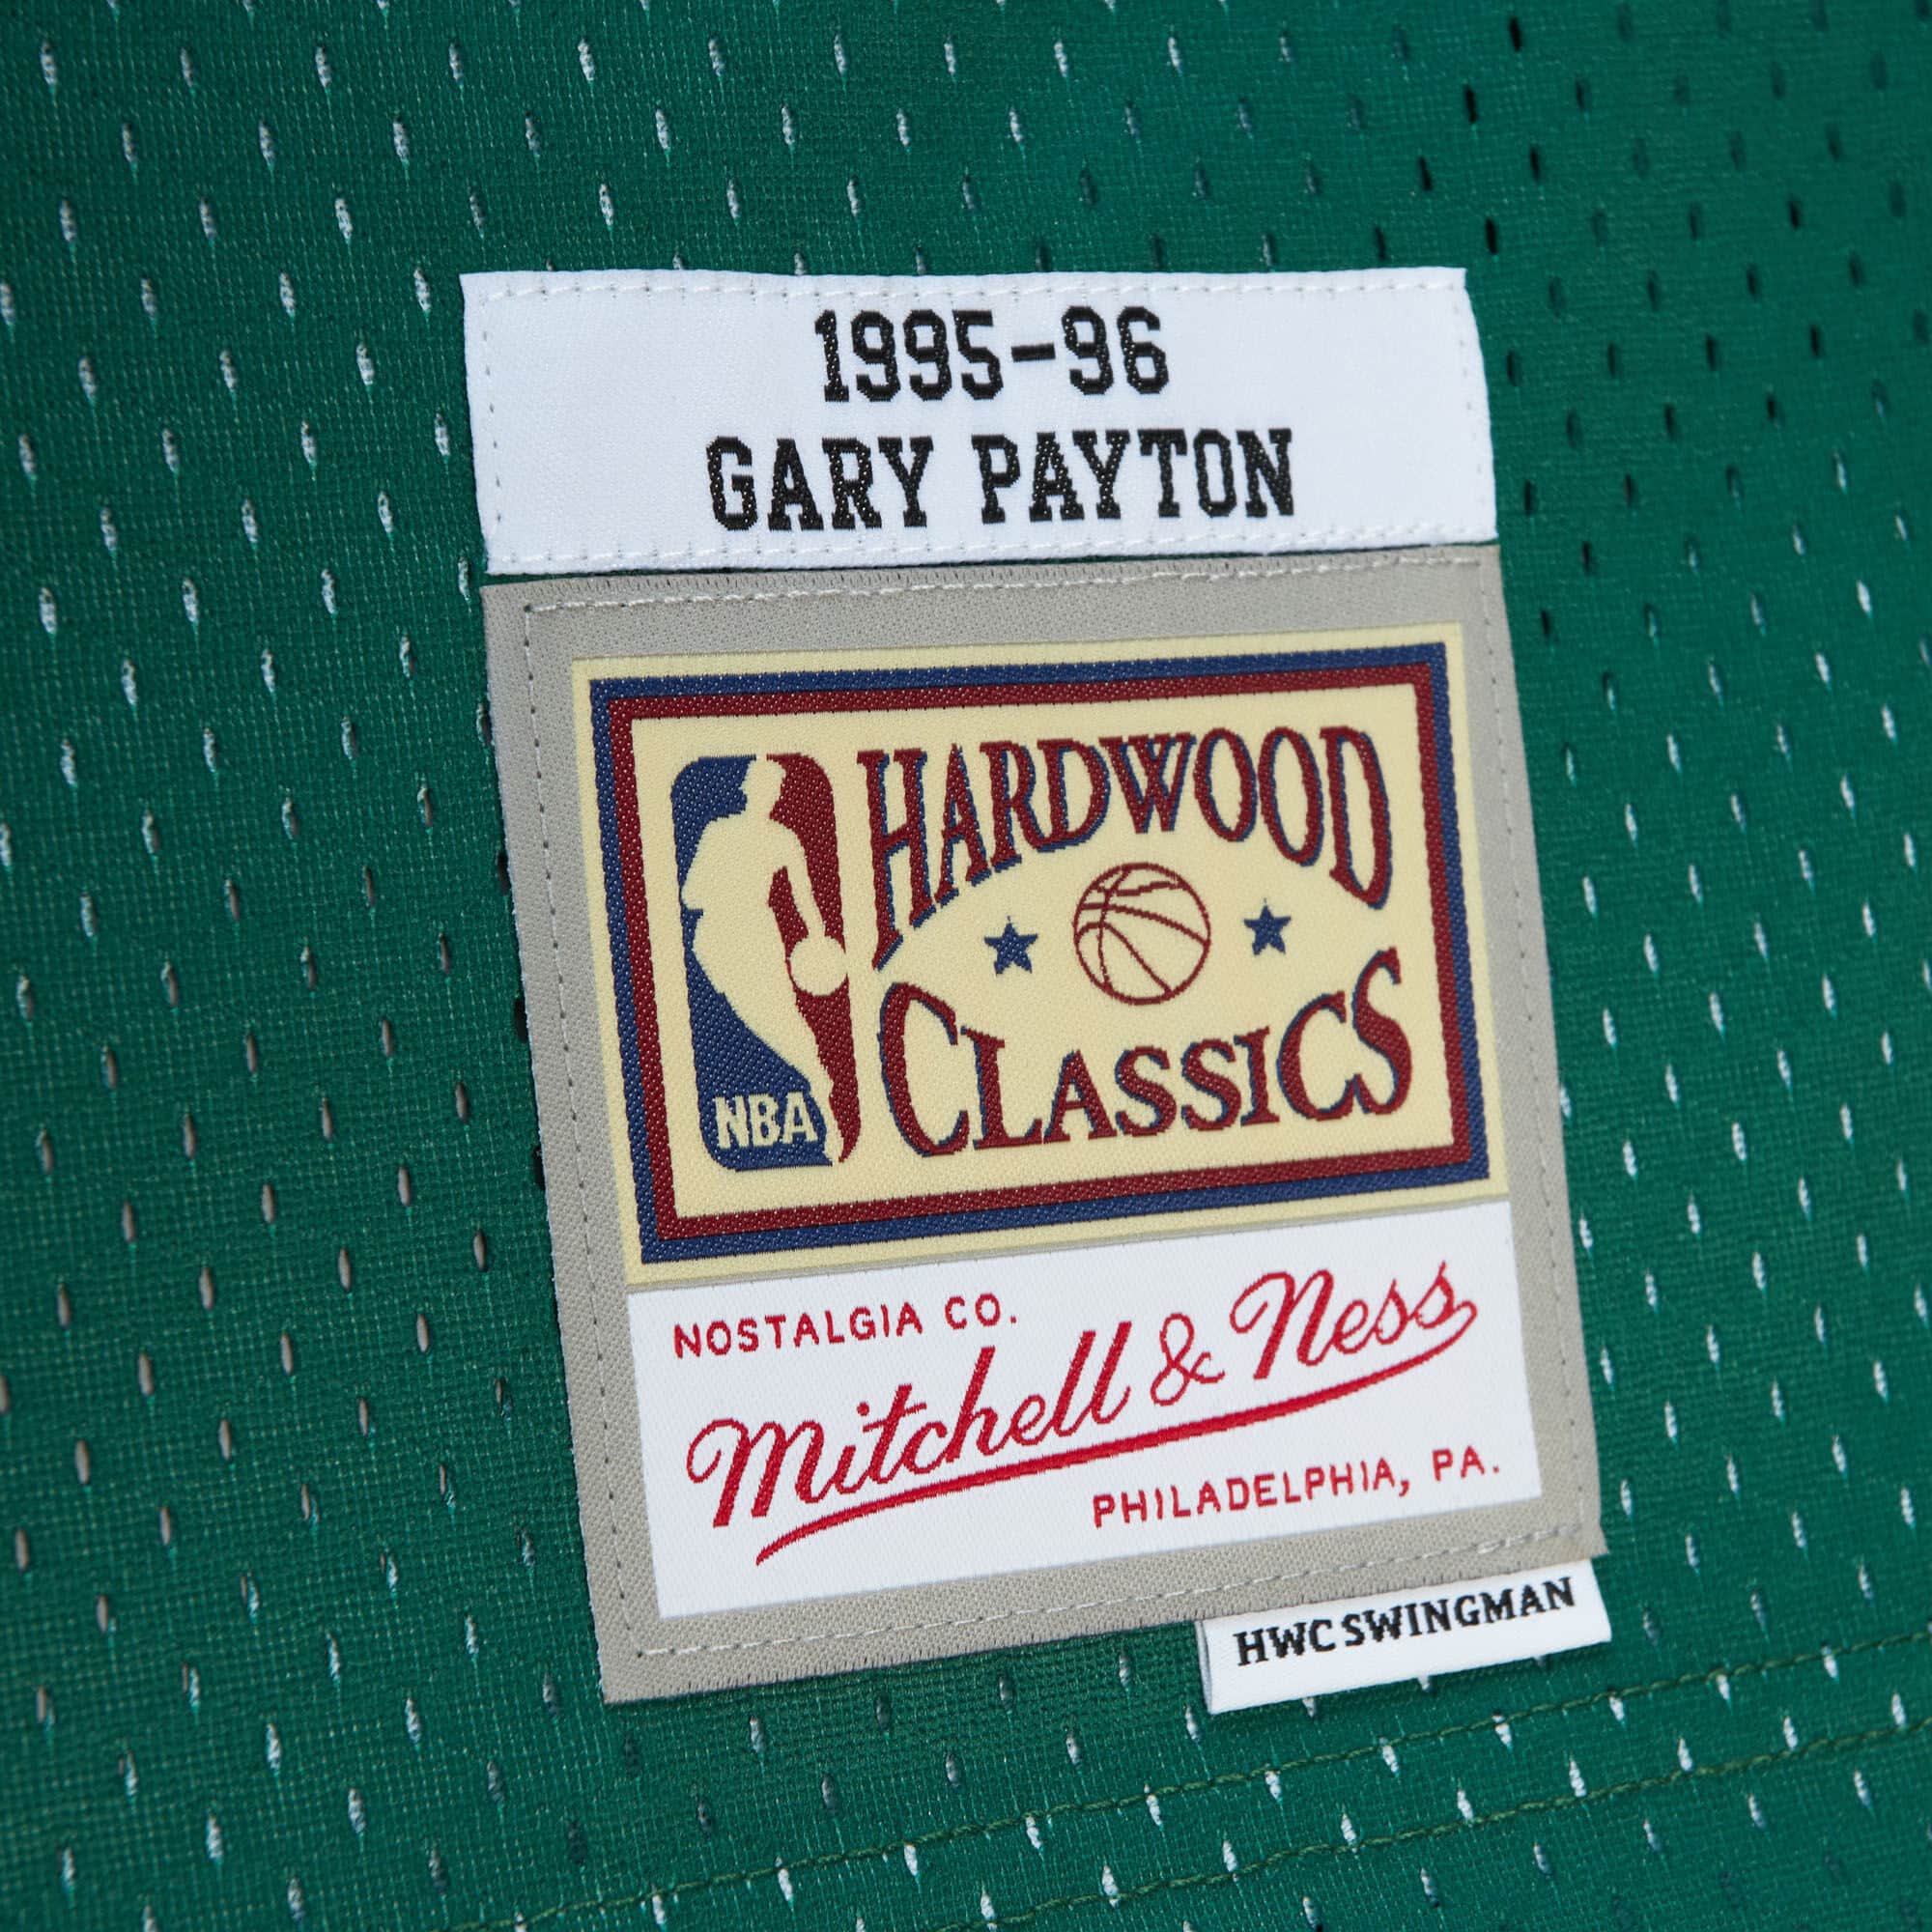 1995-96
GARY PAYTON
HARDWOOD
CLASSICS
NBA
NOSTALGIA CO.
Mitchell & Ness
PHILADELPHIA, PA.
HWC SWINGMAN